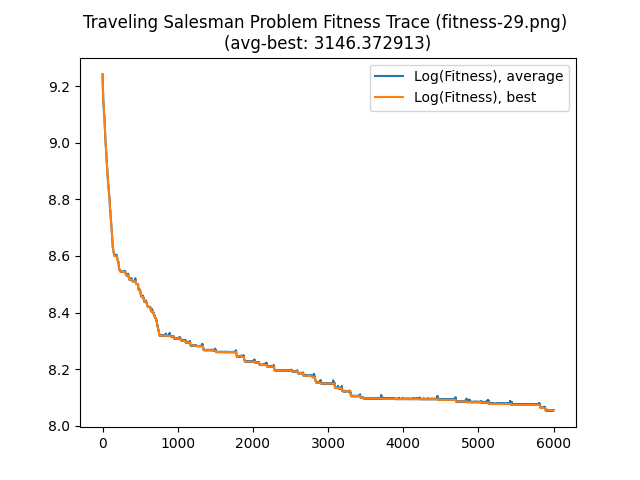 Traveling Salesman Problem Fitness Trace (fitness-29.png)
(avg-best: 3146.372913)
Log(Fitness), average
Log(Fitness), best
9.2
9.0
8.8
8.6
8.4
8.2
8.0
0 1000 2000 3000 4000 5000 6000